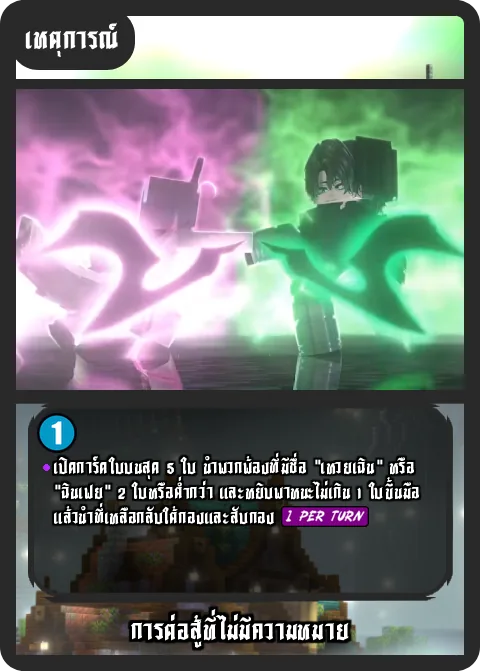 เหตุการณ์
1
เปิดการ์ดใบบนสุด 5 ใบ นำพวกพ้องที่มีชื่อ "เทวยเฉิน" หรือ
"จินเฟย" 2 ใบหรือต่ำกว่า และหยิบพาหนะไม่เกิน 1 ใบขึ้นมือ
แล้วนำที่เหลือกลับใต้กองและสับกอง 1 PER TURN
การต่อสู้ที่ไม่มีความหมาย